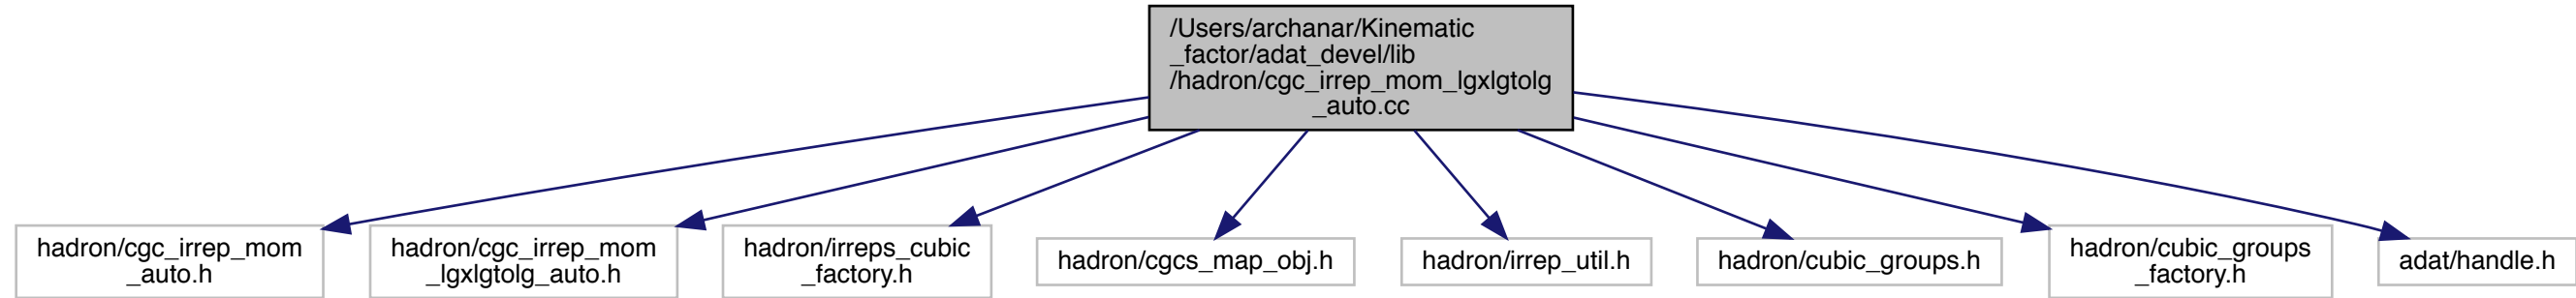 /Users/archanar/Kinematic
_factor/adat_devel/lib
/hadron/cgc_irrep_mom_lgxlgtolg
_auto.cc
hadron/cgc_irrep_mom
_auto.h
hadron/cgc_irrep_mom
_lgxlgtolg_auto.h
hadron/irreps_cubic
_factory.h
hadron/cgcs_map_obj.h
hadron/irrep_util.h
hadron/cubic_groups.h
hadron/cubic_groups
_factory.h
adat/handle.h